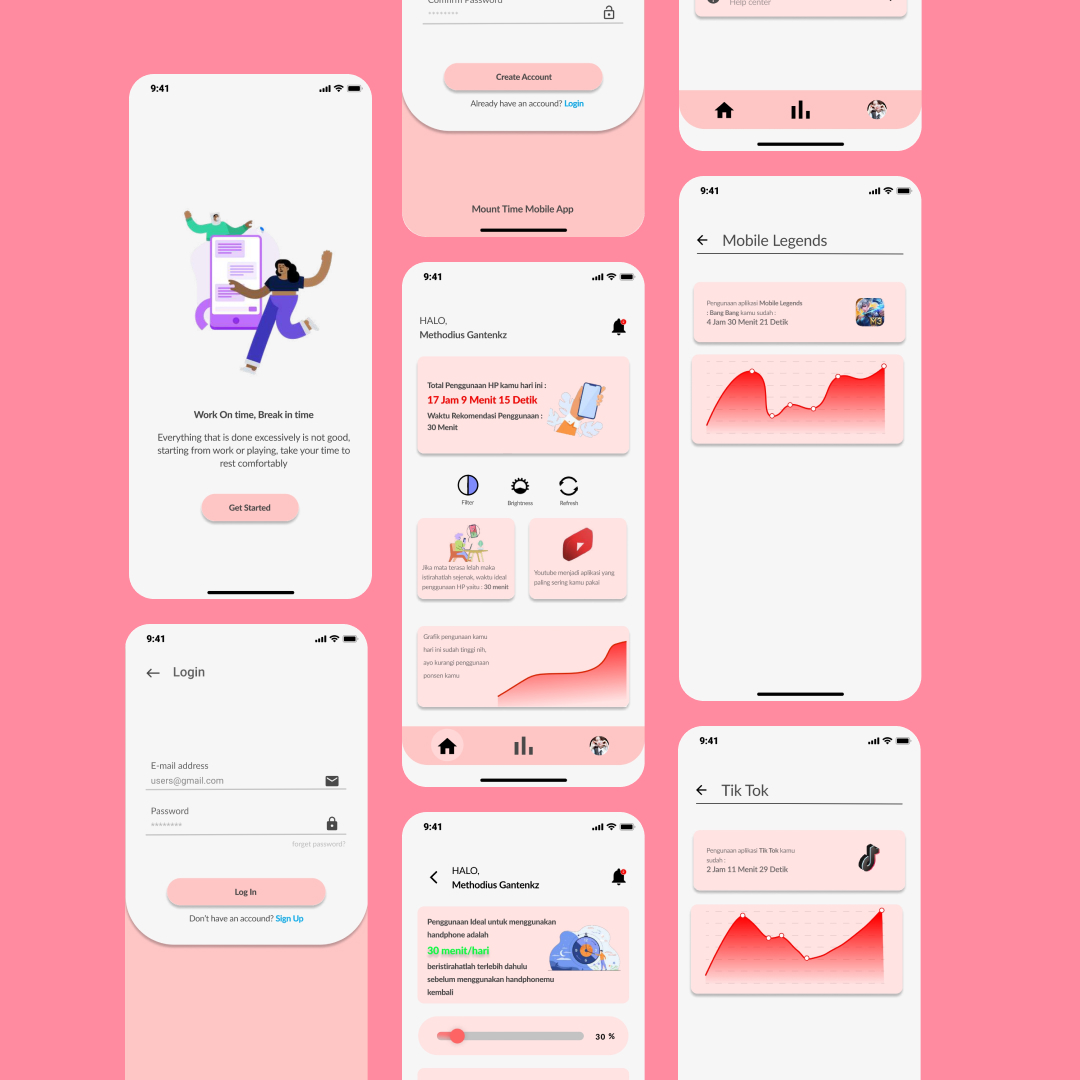 9:41
Work On time, Break in time
Everything that is done excessively is not good,
starting from work or playing, take your time to
rest comfortably
Get Started
9:41
Login
E-mail address
users@gmail.com
Password
********
forget password?
Log In
Don't have an accound? Sign Up
Confirm Password
********
Create Account
Already have an accound? Login
Mount Time Mobile App
9:41
HALO,
Methodius Gantenkz
Total Penggunaan HP kamu hari ini :
17 Jam 9 Menit 15 Detik
Waktu Rekomendasi Penggunaan :
30 Menit
Filter
Brightness
Refresh
Jika mata terasa lelah maka
istirahatlah sejenak, waktu ideal
penggunaan HP yaitu : 30 menit
Youtube menjadi aplikasi yang
paling sering kamu pakai
Grafik pengunaan kamu
hari ini sudah tinggi nih,
ayo kurangi penggunaan
ponsen kamu
9:41
HALO,
Methodius Gantenkz
Penggunaan Ideal untuk menggunakan
handphone adalah
30 menit/hari
beristirahatlah terlebih dahulu
sebelum menggunakan handphonemu
kembali
30 %
Help center
9:41
Mobile Legends
Pengunaan aplikasi Mobile Legends
: Bang Bang kamu sudah :
4 Jam 30 Menit 21 Detik
M3
9:41
Tik Tok
Pengunaan aplikasi Tik Tok kamu
sudah :
2 Jam 11 Menit 29 Detik